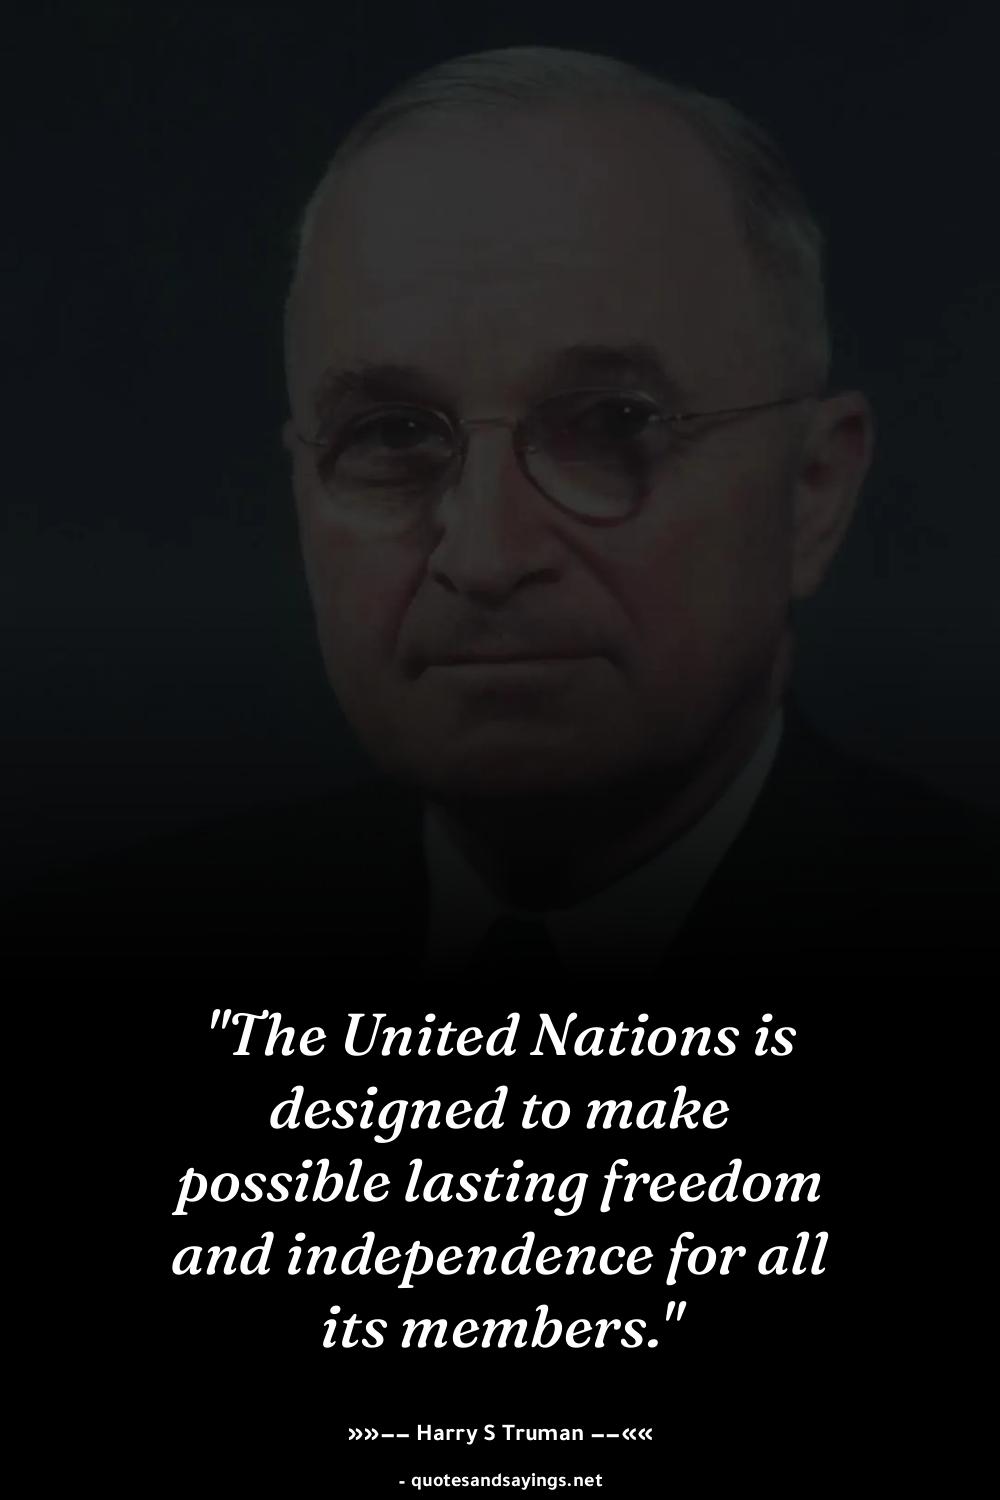 "The United Nations is
designed to make
possible lasting freedom
and independence for all
its members."
»»–– Harry S Truman ––««
- quotesandsayings.net